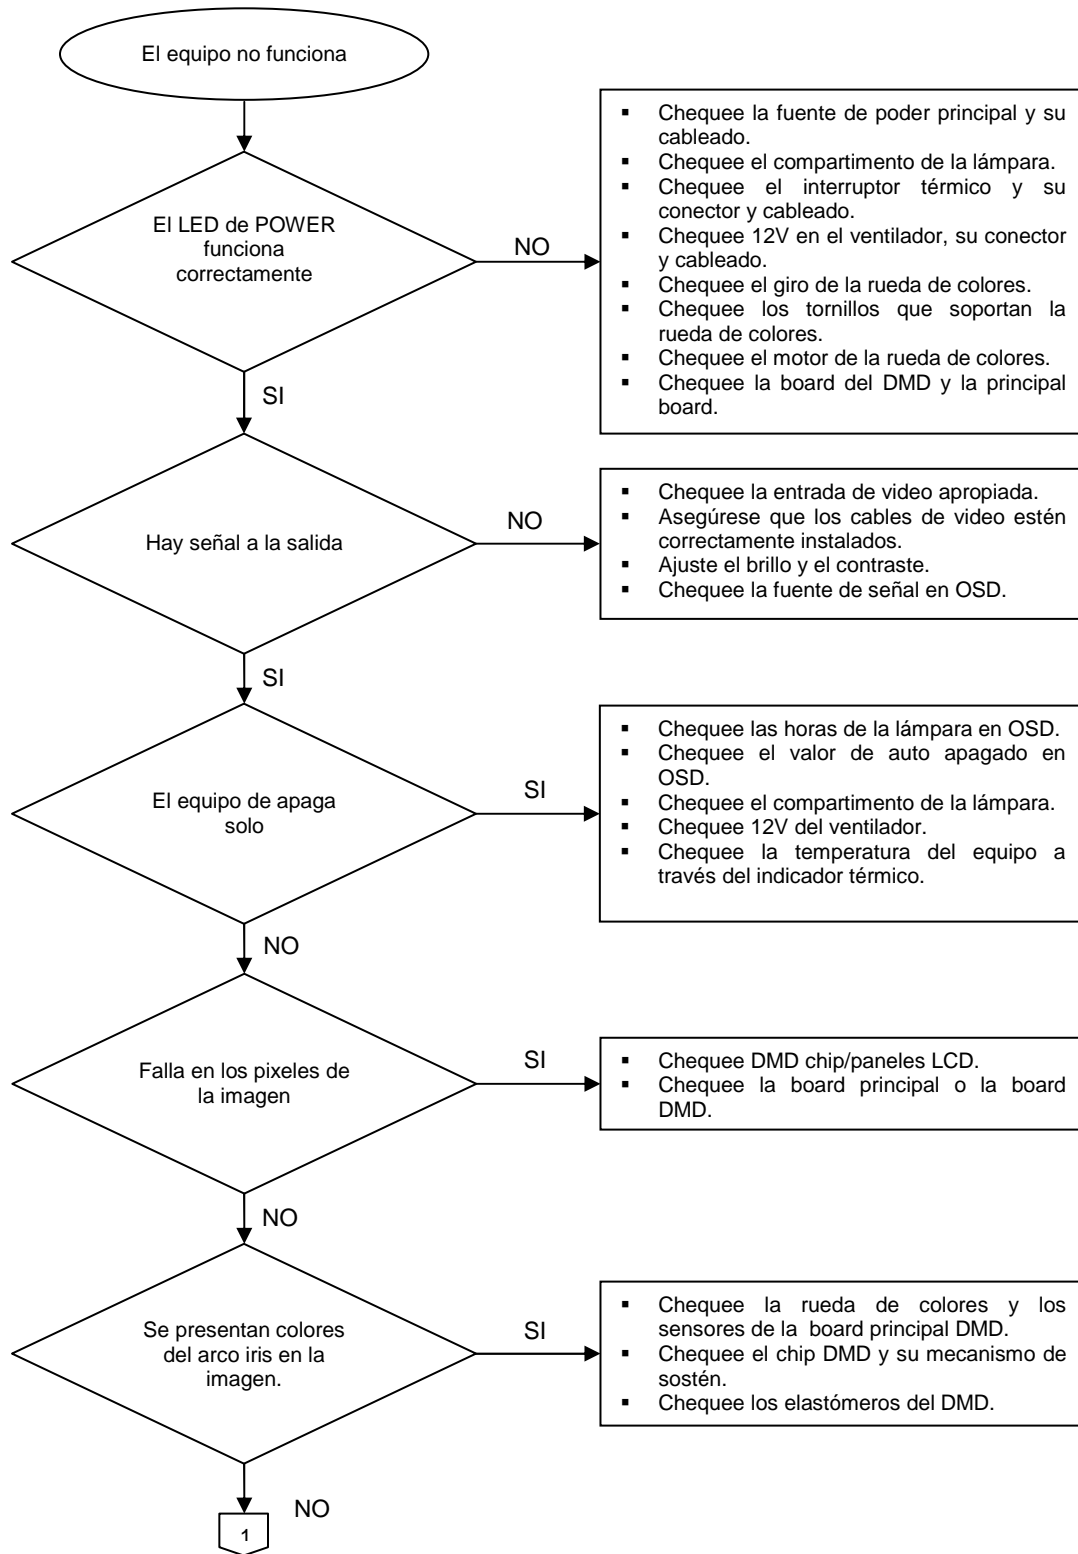 El equipo no funciona
El LED de POWER
funciona
correctamente
NO
▪ Chequee la fuente de poder principal y su
cableado.
▪ Chequee el compartimento de la lámpara.
▪ Chequee el interruptor térmico y su
conector y cableado.
▪ Chequee 12V en el ventilador, su conector
y cableado.
▪ Chequee el giro de la rueda de colores.
▪ Chequee los tornillos que soportan la
rueda de colores.
▪ Chequee el motor de la rueda de colores.
▪ Chequee la board del DMD y la principal
board.
SI
Hay señal a la salida
NO
▪ Chequee la entrada de video apropiada.
▪ Asegúrese que los cables de video estén
correctamente instalados.
▪ Ajuste el brillo y el contraste.
▪ Chequee la fuente de señal en OSD.
SI
El equipo de apaga
solo
SI
▪ Chequee las horas de la lámpara en OSD.
▪ Chequee el valor de auto apagado en
OSD.
▪ Chequee el compartimento de la lámpara.
▪ Chequee 12V del ventilador.
▪ Chequee la temperatura del equipo a
través del indicador térmico.
NO
Falla en los pixeles de
la imagen
SI
▪ Chequee DMD chip/paneles LCD.
▪ Chequee la board principal o la board
DMD.
NO
Se presentan colores
del arco iris en la
imagen.
SI
▪ Chequee la rueda de colores y los
sensores de la board principal DMD.
▪ Chequee el chip DMD y su mecanismo de
sostén.
▪ Chequee los elastómeros del DMD.
NO
1